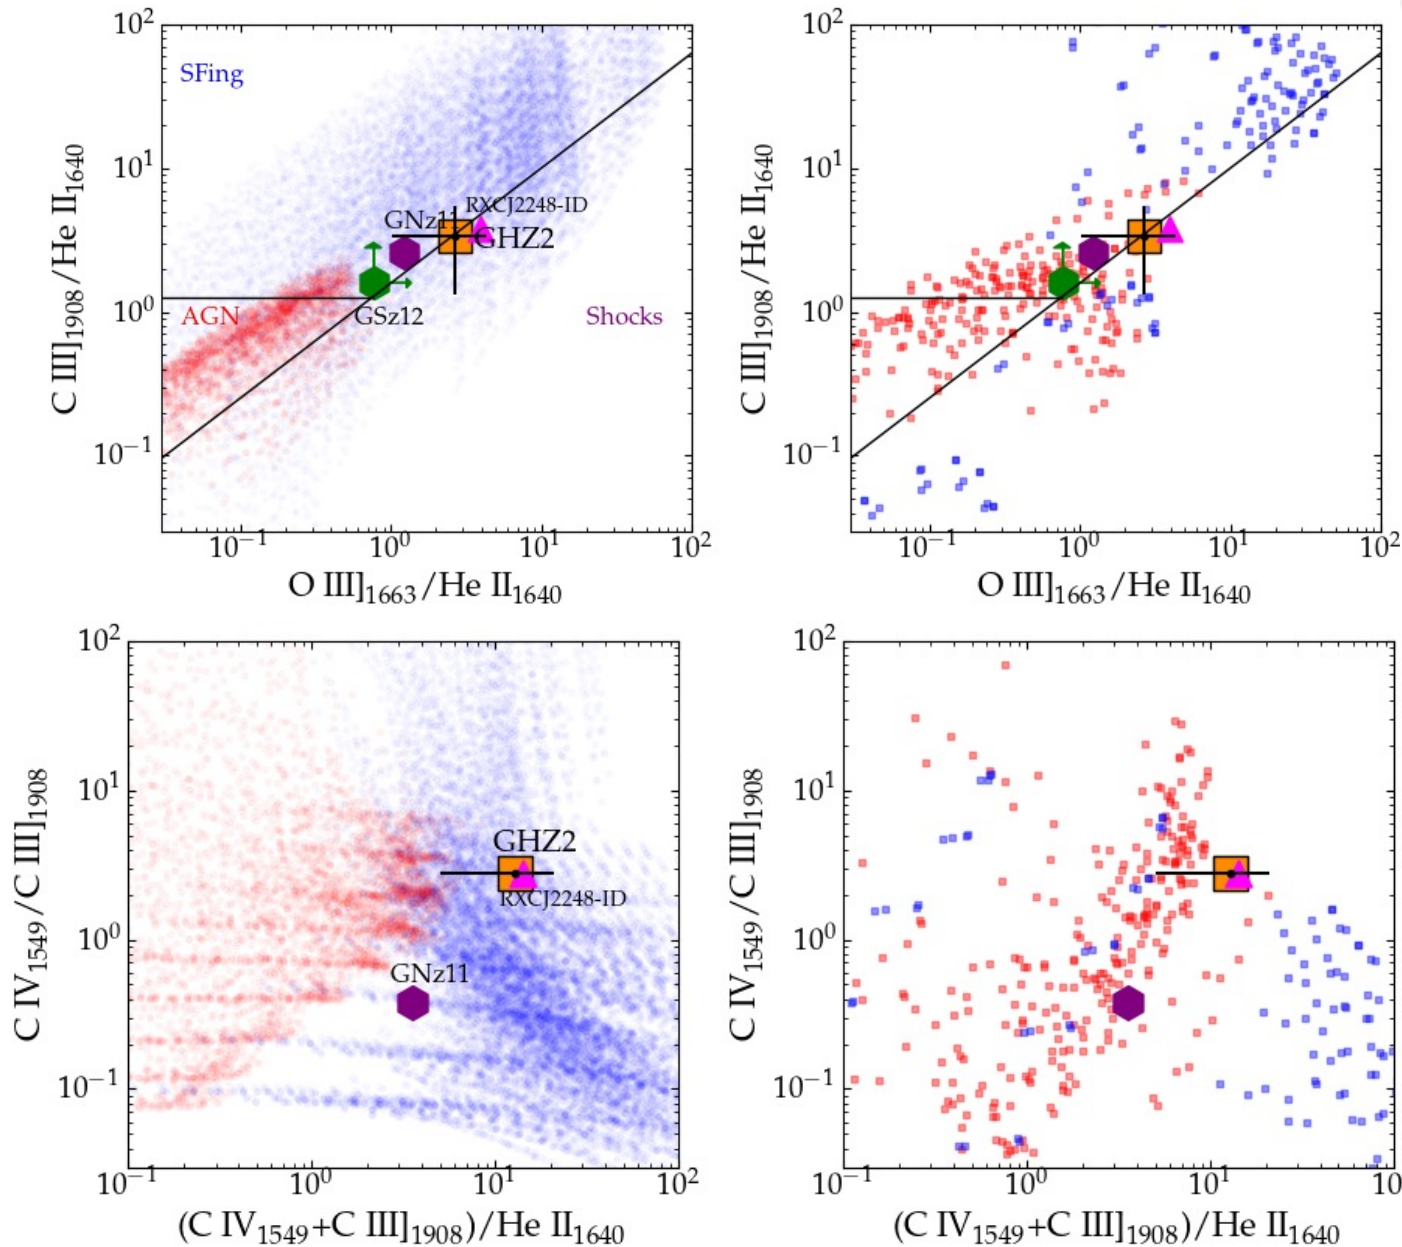 10²
10¹
10⁰
10⁻¹
C III]₁₉₀₈/He II₁₆₄₀
SFing
AGN
Shocks
GNz11
RXCJ2248-ID
GHZ2
GSz12
10⁻¹ 10⁰ 10¹ 10²
O III]₁₆₆₃/He II₁₆₄₀
10²
10¹
10⁰
10⁻¹
C III]₁₉₀₈/He II₁₆₄₀
10⁻¹ 10⁰ 10¹ 10²
O III]₁₆₆₃/He II₁₆₄₀
10²
10¹
10⁰
10⁻¹
C IV₁₅₄₉/C III]₁₉₀₈
GHZ2
RXCJ2248-ID
GNz11
10⁻¹ 10⁰ 10¹ 10²
(C IV₁₅₄₉+C III]₁₉₀₈)/He II₁₆₄₀
10²
10¹
10⁰
10⁻¹
C IV₁₅₄₉/C III]₁₉₀₈
10⁻¹ 10⁰ 10¹ 10
(C IV₁₅₄₉+C III]₁₉₀₈)/He II₁₆₄₀